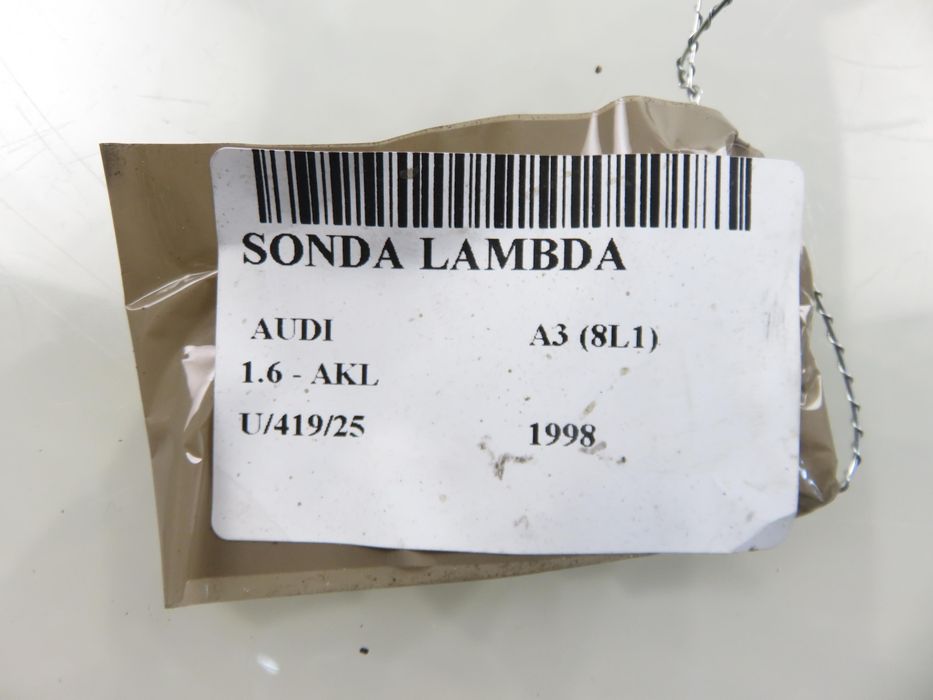 SONDA LAMBDA
AUDI A3 (8L1)
1.6 - AKL
U/419/25 1998